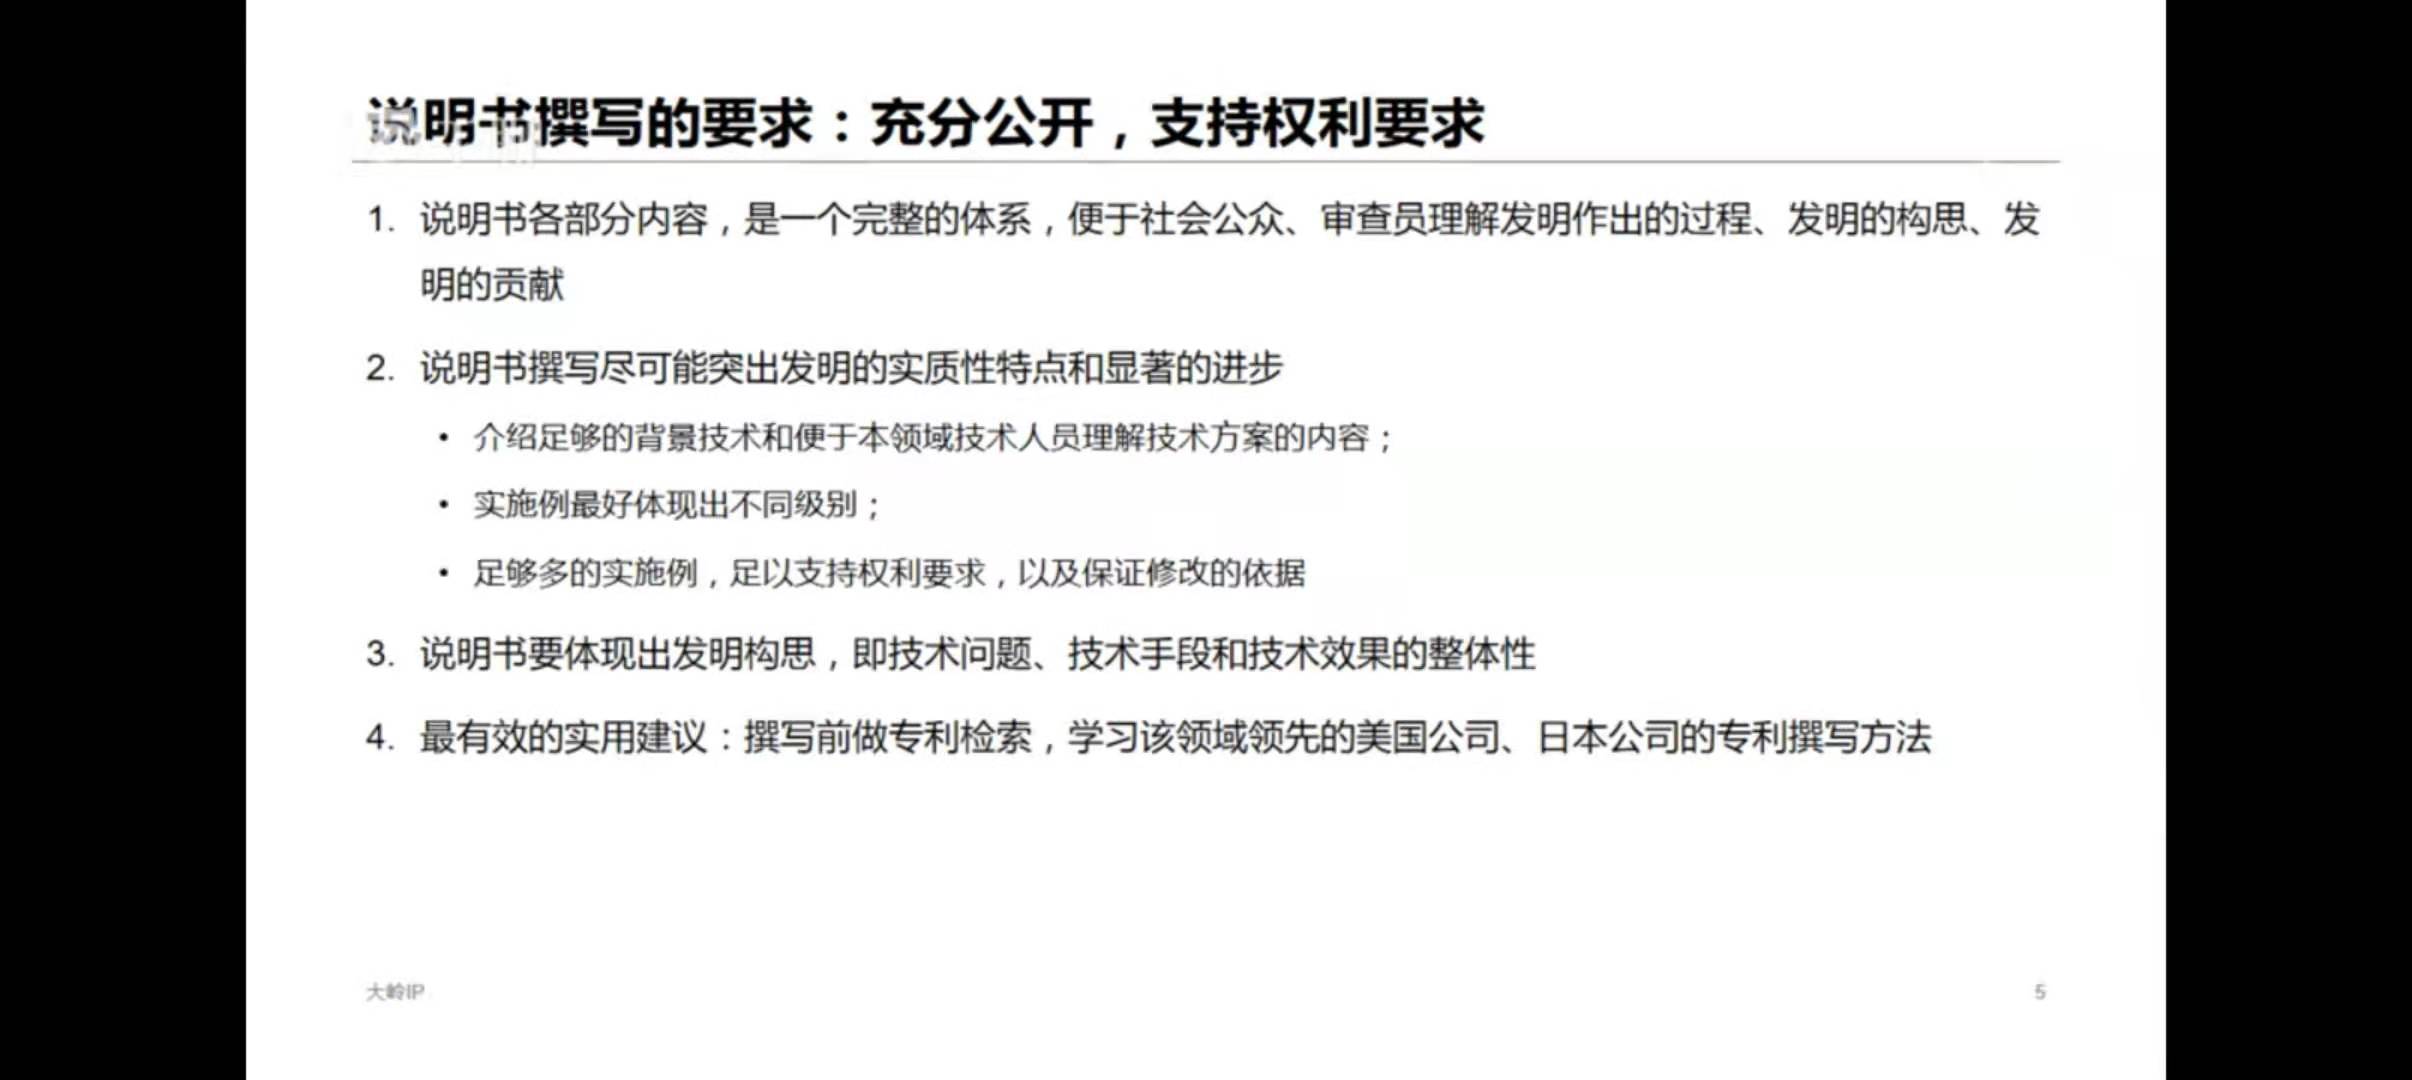 说明书撰写的要求：充分公开，支持权利要求
1. 说明书各部分内容，是一个完整的体系，便于社会公众、审查员理解发明作出的过程、发明的构思、发
明的贡献
2. 说明书撰写尽可能突出发明的实质性特点和显著的进步
• 介绍足够的背景技术和便于本领域技术人员理解技术方案的内容；
• 实施例最好体现出不同级别；
• 足够多的实施例，足以支持权利要求，以及保证修改的依据
3. 说明书要体现出发明构思，即技术问题、技术手段和技术效果的整体性
4. 最有效的实用建议：撰写前做专利检索，学习该领域领先的美国公司、日本公司的专利撰写方法
大岭IP
5